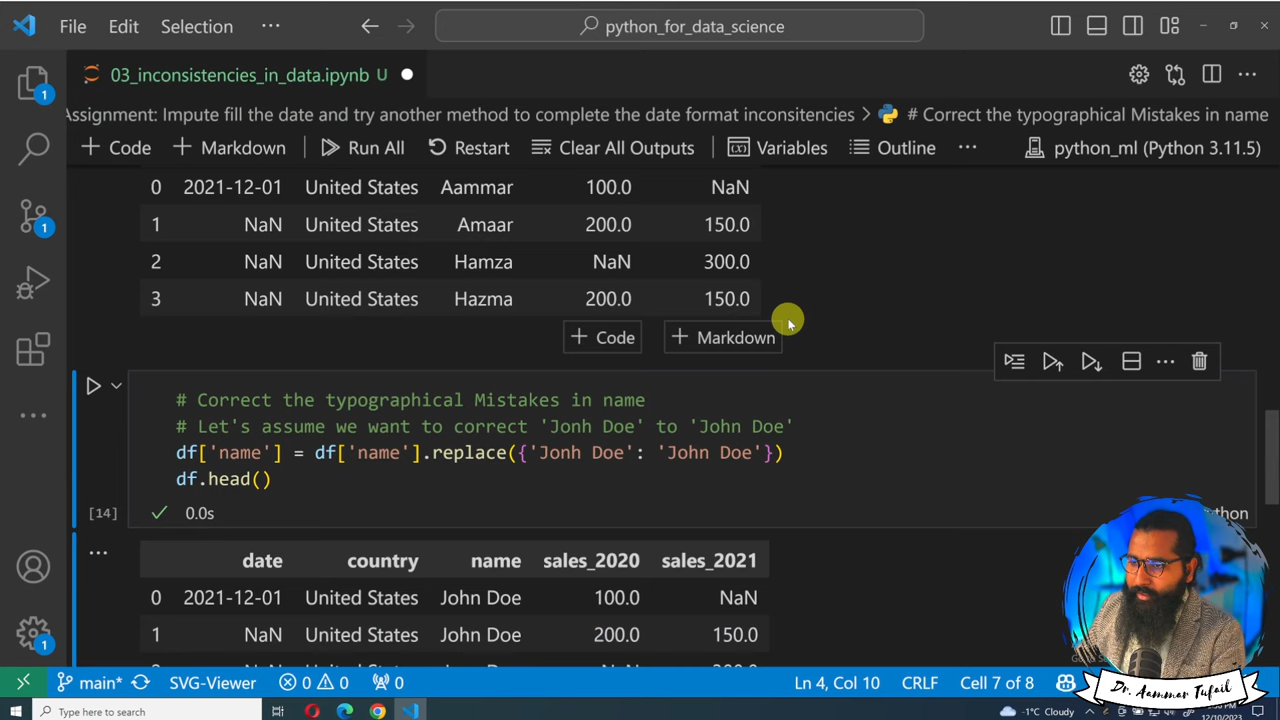 File Edit Selection ··· python_for_data_science
03_inconsistencies_in_data.ipynb U
Assignment: Impute fill the date and try another method to complete the date format inconsitencies > # Correct the typographical Mistakes in name
+ Code + Markdown Run All Restart Clear All Outputs Variables Outline ··· python_ml (Python 3.11.5)
0 2021-12-01 United States Aammar 100.0 NaN
1 NaN United States Amaar 200.0 150.0
2 NaN United States Hamza NaN 300.0
3 NaN United States Hazma 200.0 150.0
+ Code + Markdown
# Correct the typographical Mistakes in name
# Let's assume we want to correct 'Jonh Doe' to 'John Doe'
df['name'] = df['name'].replace({'Jonh Doe': 'John Doe'})
df.head()
[14] 0.0s
date country name sales_2020 sales_2021
0 2021-12-01 United States John Doe 100.0 NaN
1 NaN United States John Doe 200.0 150.0
main* SVG-Viewer 0 0 0 Ln 4, Col 10 CRLF Cell 7 of 8
Dr. Aammar Tufail
Type here to search -1°C Cloudy 12/10/2023